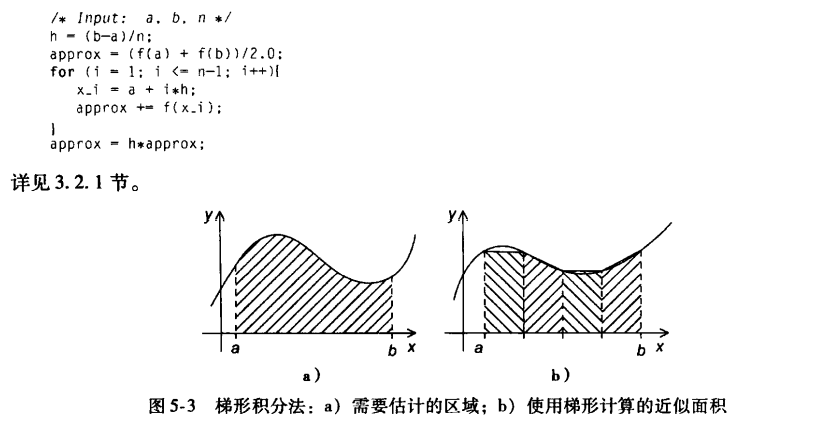 /* Input: a, b, n */
h = (b-a)/n;
approx = (f(a) + f(b))/2.0;
for (i = 1; i <= n-1; i++){
x_i = a + i*h;
approx += f(x_i);
}
approx = h*approx;
详见3.2.1节。
y
y
a
b
x
a
b
x
a）
b）
图5-3 梯形积分法：a）需要估计的区域；b）使用梯形计算的近似面积